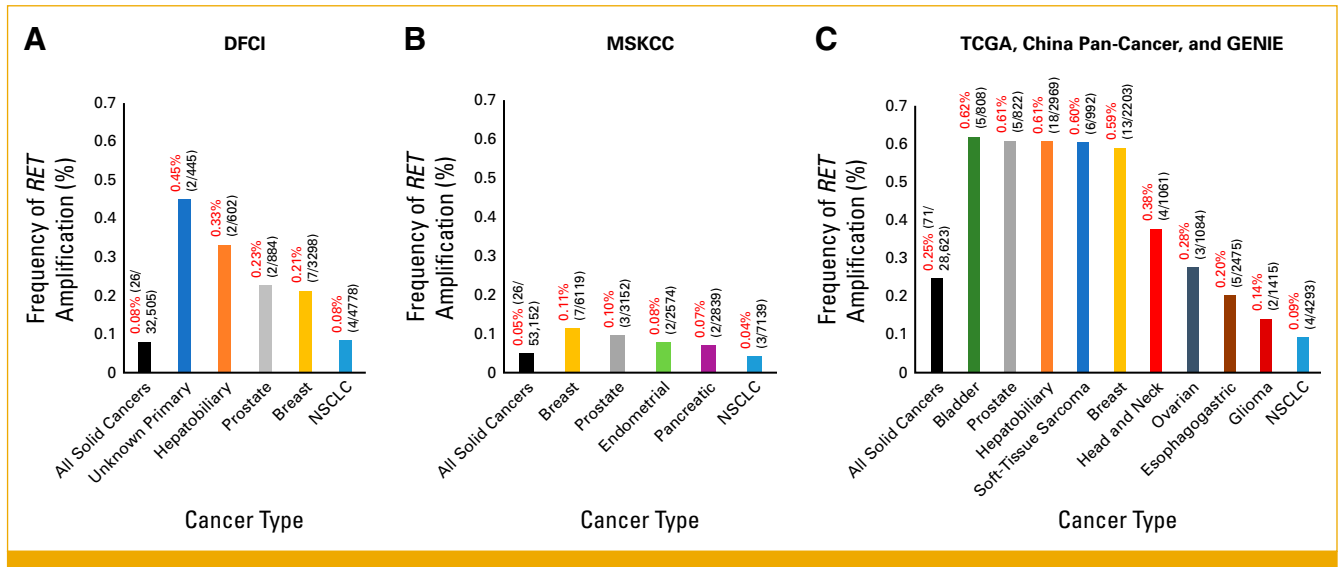 A
DFCI
Frequency of RET
Amplification (%)
0.7
0.6
0.5
0.4
0.3
0.2
0.1
0
0.08% (26/
32,505)
0.45%
(2/445)
0.33%
(2/602)
0.23%
(2/884)
0.21%
(7/3298)
0.08%
(4/4778)
All Solid Cancers
Unknown Primary
Hepatobiliary
Prostate
Breast
NSCLC
Cancer Type
B
MSKCC
Frequency of RET
Amplification (%)
0.7
0.6
0.5
0.4
0.3
0.2
0.1
0
0.05% (26/
53,152)
0.11%
(7/6119)
0.10%
(3/3152)
0.08%
(2/2574)
0.07%
(2/2839)
0.04%
(3/7139)
All Solid Cancers
Breast
Prostate
Endometrial
Pancreatic
NSCLC
Cancer Type
C
TCGA, China Pan-Cancer, and GENIE
Frequency of RET
Amplification (%)
0.7
0.6
0.5
0.4
0.3
0.2
0.1
0
0.25% (71/
28,623)
0.62%
(5/808)
0.61%
(5/822)
0.61%
(18/2969)
0.60%
(6/992)
0.59%
(13/2203)
0.38%
(4/1061)
0.28%
(3/1084)
0.20%
(5/2475)
0.14%
(2/1415)
0.09%
(4/4293)
All Solid Cancers
Bladder
Prostate
Hepatobiliary
Soft-Tissue Sarcoma
Breast
Head and Neck
Ovarian
Esophagogastric
Glioma
NSCLC
Cancer Type